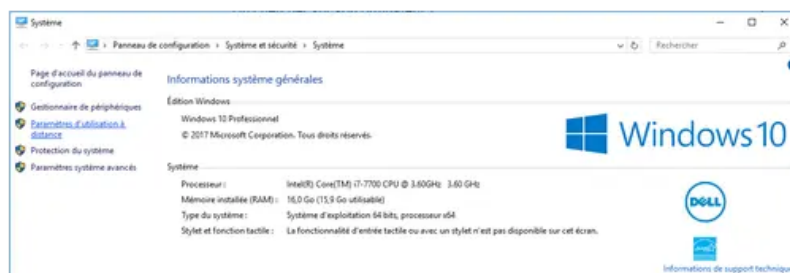 Système
Panneau de configuration › Système et sécurité › Système
Rechercher
Page d'accueil du panneau de
configuration
Gestionnaire de périphériques
Paramètres d'utilisation à
distance
Protection du système
Paramètres système avancés
Informations système générales
Édition Windows
Windows 10 Professionnel
© 2017 Microsoft Corporation. Tous droits réservés.
Windows 10
Système
Processeur : Intel(R) Core(TM) i7-7700 CPU @ 3.60GHz 3.60 GHz
Mémoire installée (RAM) : 16,0 Go (15,9 Go utilisable)
Type du système : Système d'exploitation 64 bits, processeur x64
Stylet et fonction tactile : La fonctionnalité d'entrée tactile ou avec un stylet n'est pas disponible sur cet écran.
DELL
Informations de support technique